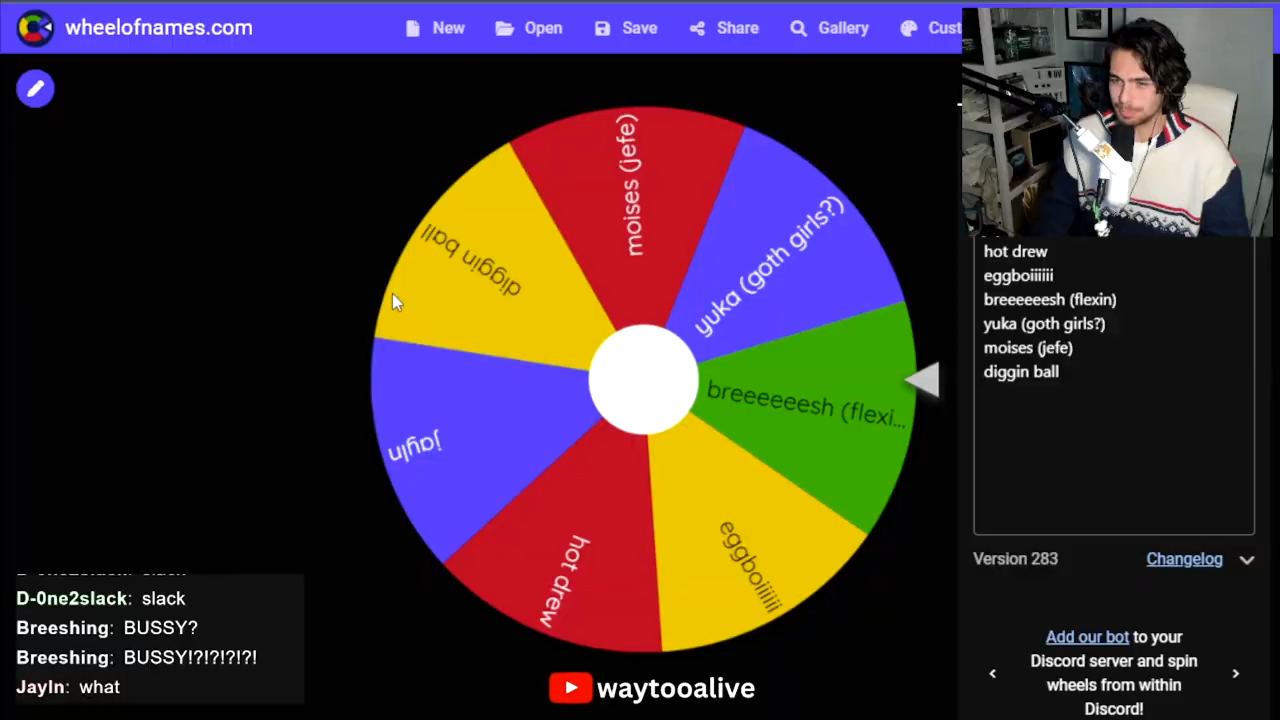 wheelofnames.com
New
Open
Save
Share
Gallery
Cust
moises (jefe)
yuka (goth girls?)
breeeeeesh (flexi...
eggboiiiiii
hot drew
jayln
diggin ball
hot drew
eggboiiiiii
breeeeeesh (flexin)
yuka (goth girls?)
moises (jefe)
diggin ball
Version 283
Changelog
Add our bot to your
Discord server and spin
wheels from within
Discord!
D-0ne2slack: slack
Breeshing: BUSSY?
Breeshing: BUSSY!?!?!?!?!
Jayln: what
waytooalive